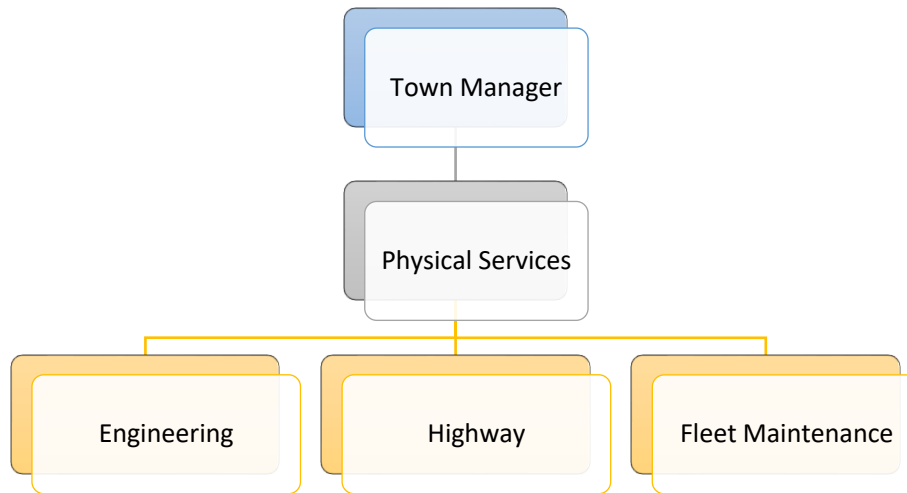 Town Manager
Physical Services
Engineering
Highway
Fleet Maintenance